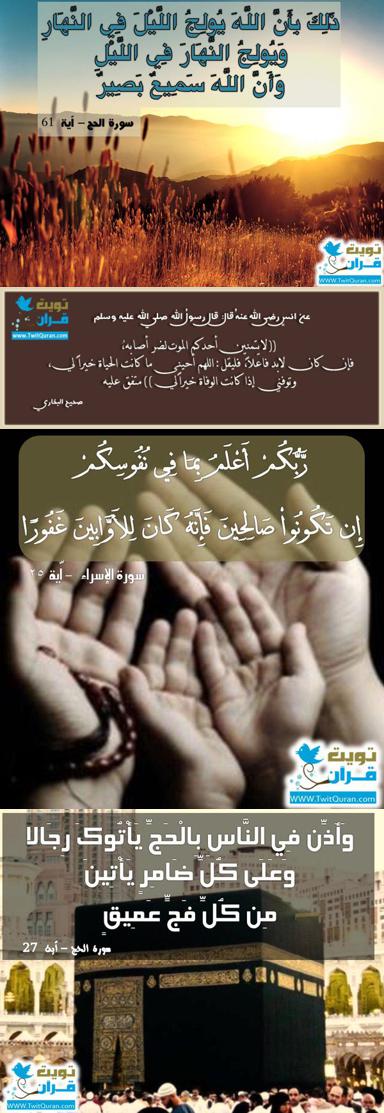 ذَٰلِكَ بِأَنَّ اللَّهَ يُولِجُ اللَّيْلَ فِي النَّهَارِ
وَيُولِجُ النَّهَارَ فِي اللَّيْلِ
وَأَنَّ اللَّهَ سَمِيعٌ بَصِيرٌ
سورة الحج - آية 61
تويت
قرآن
www.TwitQuran.com
تويت
قرآن
www.TwitQuran.com
عن انس رضي الله عنه قال: قال رسول الله صلى الله عليه وسلم
((لا يتمنين أحدكم الموت لضر أصابه،
فإن كان لابد فاعلا، فليقل: اللهم أحيني ما كانت الحياة خيرا لي،
وتوفني إذا كانت الوفاة خيرا لي)) متفق عليه
صحيح البخاري
رَّبُّكُمْ أَعْلَمُ بِمَا فِي نُفُوسِكُمْ
إِن تَكُونُوا صَالِحِينَ فَإِنَّهُ كَانَ لِلْأَوَّابِينَ غَفُورًا
سورة الإسراء - آية ٢٥
تويت
قرآن
WWW.TwitQuran.COM
وَأَذِّن فِي النَّاسِ بِالْحَجِّ يَأْتُوكَ رِجَالًا
وَعَلَى كُلِّ ضَامِرٍ يَأْتِينَ
مِن كُلِّ فَجٍّ عَمِيقٍ
سورة الحج - آية 27
تويت
قرآن
WWW.TwitQuran.COM